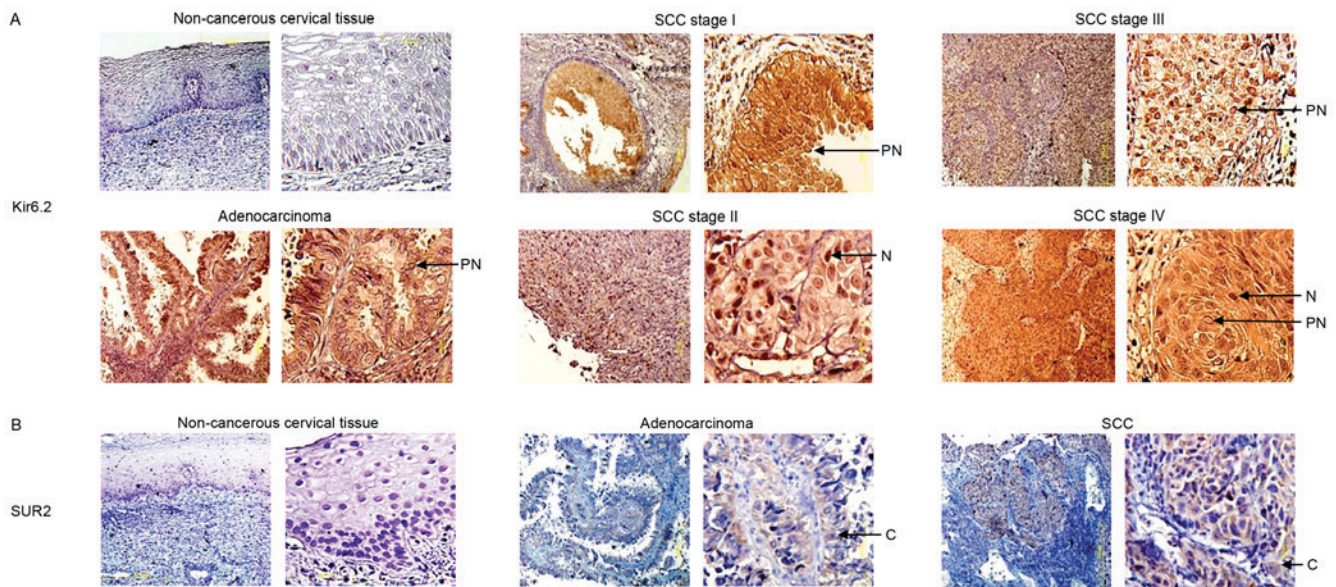 A
Non-cancerous cervical tissue
SCC stage I
SCC stage III
PN
PN
Kir6.2
Adenocarcinoma
SCC stage II
SCC stage IV
PN
N
N
PN
B
Non-cancerous cervical tissue
Adenocarcinoma
SCC
SUR2
C
C